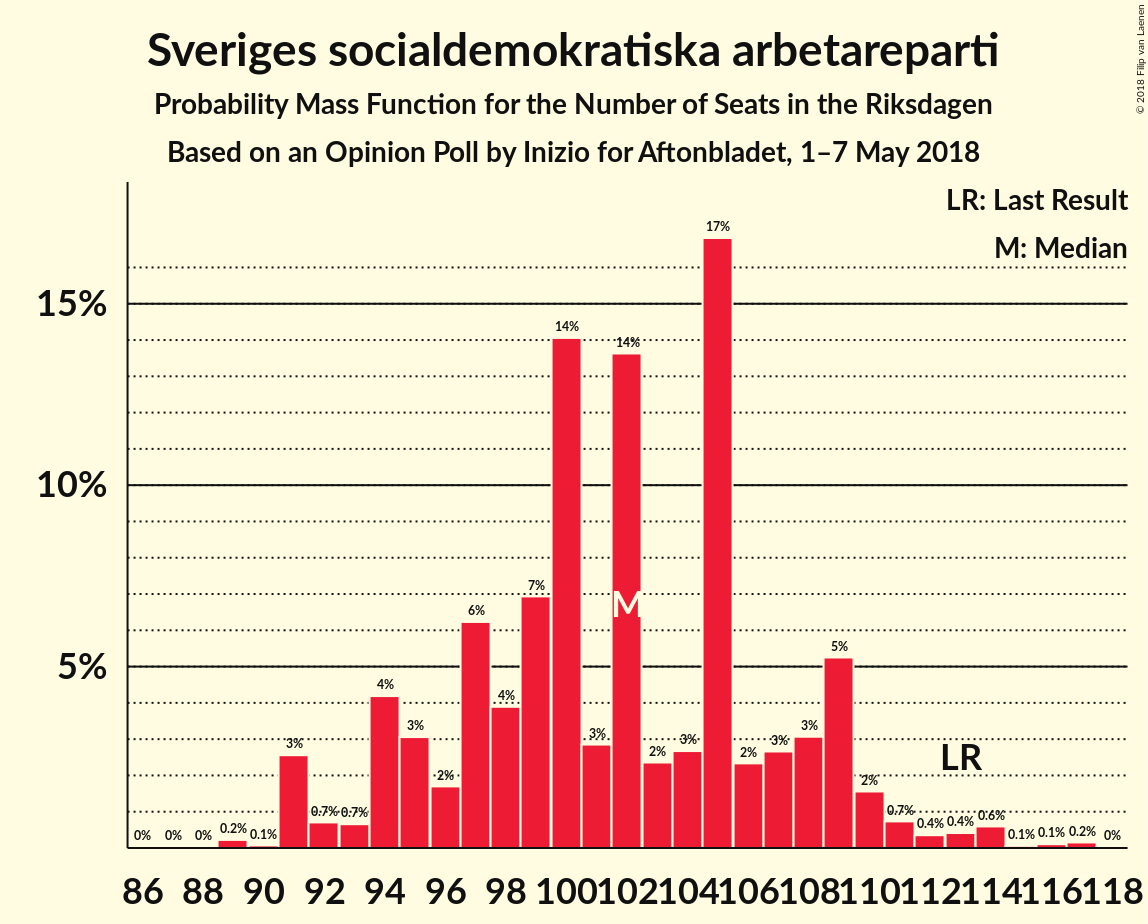 Sveriges socialdemokratiska arbetareparti
Probability Mass Function for the Number of Seats in the Riksdagen
Based on an Opinion Poll by Inizio for Aftonbladet, 1–7 May 2018
© 2018 Filip van Laenen
LR: Last Result
M: Median
15%
10%
5%
0% 0% 0% 0.2% 0.1% 3% 0.7% 0.7% 4% 3% 2% 6% 4% 7% 14% 3% 14% 2% 3% 17% 2% 3% 3% 5% 2% 0.7% 0.4% 0.4% 0.6% 0.1% 0.1% 0.2% 0%
M
LR
86 88 90 92 94 96 98 100 102 104 106 108 110 112 114 116 118